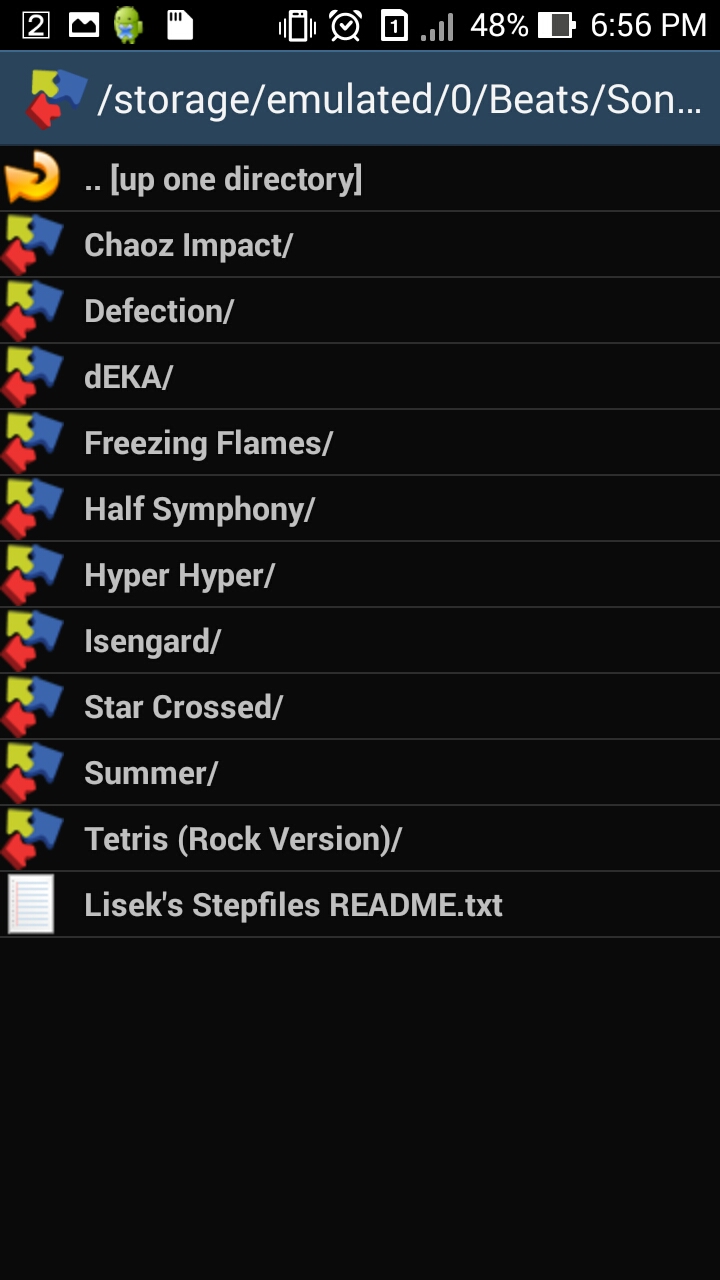 2 1 48% 6:56 PM
/storage/emulated/0/Beats/Son...
.. [up one directory]
Chaoz Impact/
Defection/
dEKA/
Freezing Flames/
Half Symphony/
Hyper Hyper/
Isengard/
Star Crossed/
Summer/
Tetris (Rock Version)/
Lisek's Stepfiles README.txt